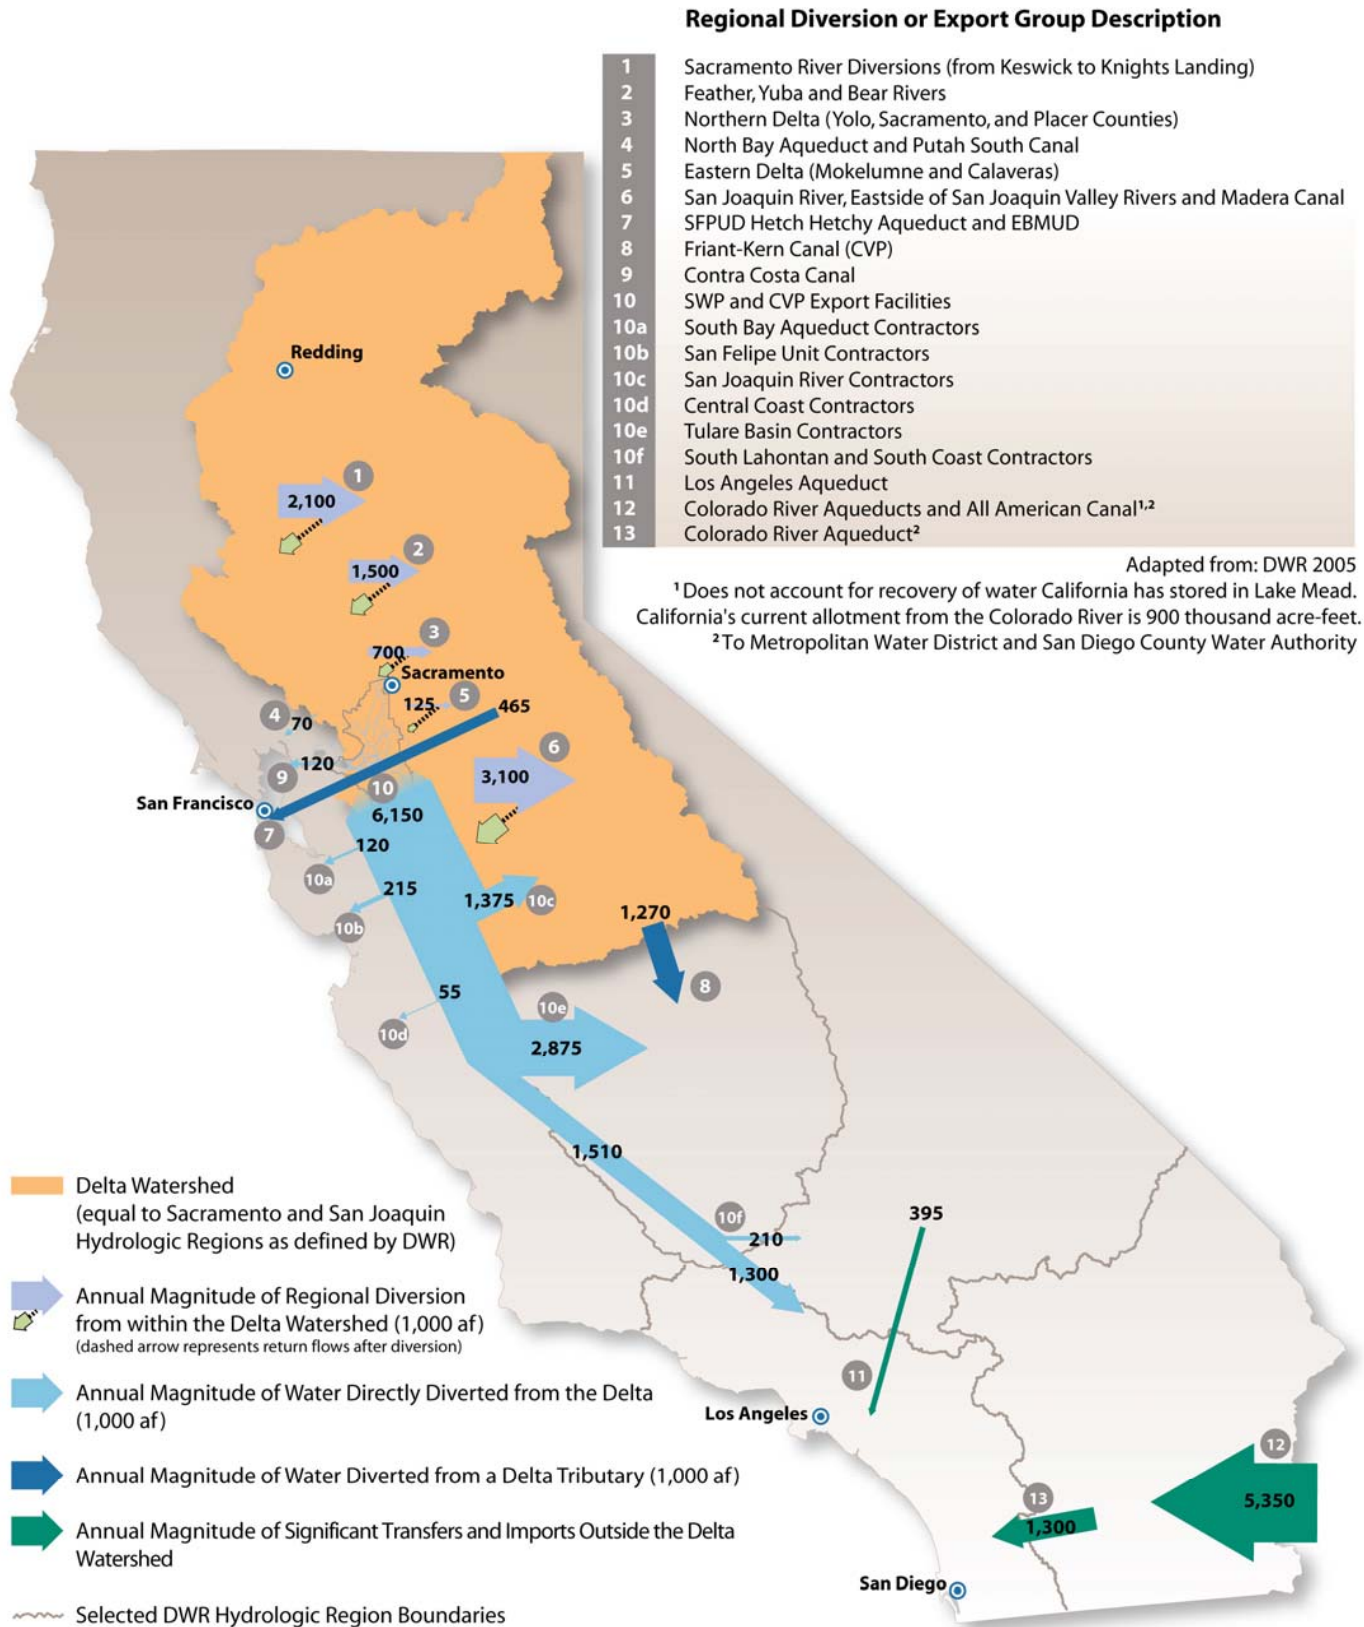 Regional Diversion or Export Group Description
1 Sacramento River Diversions (from Keswick to Knights Landing)
2 Feather, Yuba and Bear Rivers
3 Northern Delta (Yolo, Sacramento, and Placer Counties)
4 North Bay Aqueduct and Putah South Canal
5 Eastern Delta (Mokelumne and Calaveras)
6 San Joaquin River, Eastside of San Joaquin Valley Rivers and Madera Canal
7 SFPUD Hetch Hetchy Aqueduct and EBMUD
8 Friant-Kern Canal (CVP)
9 Contra Costa Canal
10 SWP and CVP Export Facilities
10a South Bay Aqueduct Contractors
10b San Felipe Unit Contractors
10c San Joaquin River Contractors
10d Central Coast Contractors
10e Tulare Basin Contractors
10f South Lahontan and South Coast Contractors
11 Los Angeles Aqueduct
12 Colorado River Aqueducts and All American Canal¹,²
13 Colorado River Aqueduct²
Adapted from: DWR 2005
¹ Does not account for recovery of water California has stored in Lake Mead.
California's current allotment from the Colorado River is 900 thousand acre-feet.
² To Metropolitan Water District and San Diego County Water Authority
Redding
1
2,100
2
1,500
3
700
Sacramento
5
125
465
4
70
6
120
9
3,100
10
San Francisco
6,150
7
120
10a
215
1,375
10c
10b
1,270
8
55
10e
10d
2,875
1,510
10f
210
395
1,300
11
Los Angeles
12
5,350
13
1,300
San Diego
Delta Watershed
(equal to Sacramento and San Joaquin
Hydrologic Regions as defined by DWR)
Annual Magnitude of Regional Diversion
from within the Delta Watershed (1,000 af)
(dashed arrow represents return flows after diversion)
Annual Magnitude of Water Directly Diverted from the Delta
(1,000 af)
Annual Magnitude of Water Diverted from a Delta Tributary (1,000 af)
Annual Magnitude of Significant Transfers and Imports Outside the Delta
Watershed
Selected DWR Hydrologic Region Boundaries